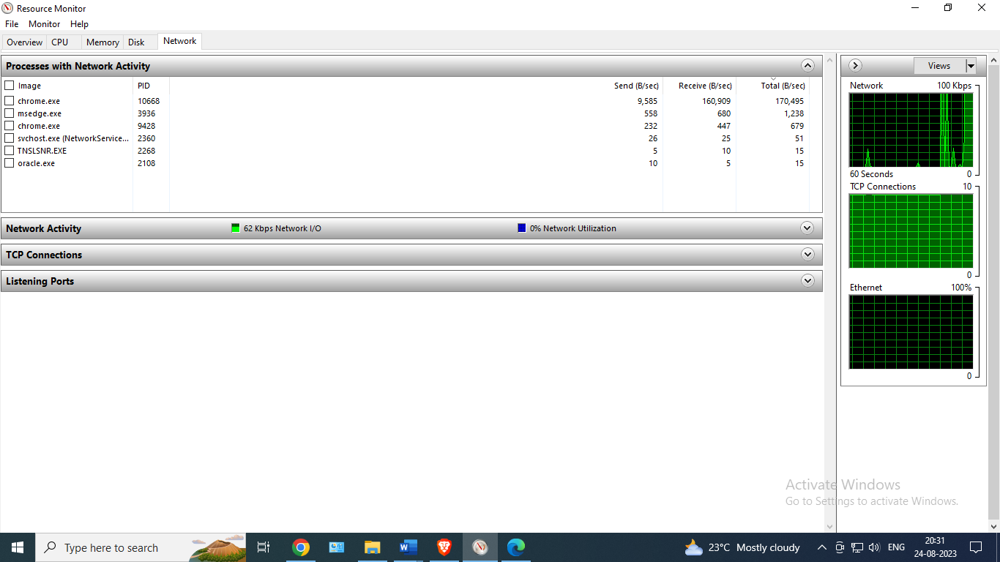 Resource Monitor
File Monitor Help
Overview CPU Memory Disk Network
Processes with Network Activity
Image PID Send (B/sec) Receive (B/sec) Total (B/sec)
chrome.exe 10668 9,585 160,909 170,495
msedge.exe 3936 558 680 1,238
chrome.exe 9428 232 447 679
svchost.exe (NetworkService... 2360 26 25 51
TNSLSNR.EXE 2268 5 10 15
oracle.exe 2108 10 5 15
Network Activity 62 Kbps Network I/O 0% Network Utilization
TCP Connections
Listening Ports
Views
Network 100 Kbps
60 Seconds 0
TCP Connections 10
0
Ethernet 100%
0
Activate Windows
Go to Settings to activate Windows.
Type here to search
23°C Mostly cloudy
ENG
20:31
24-08-2023